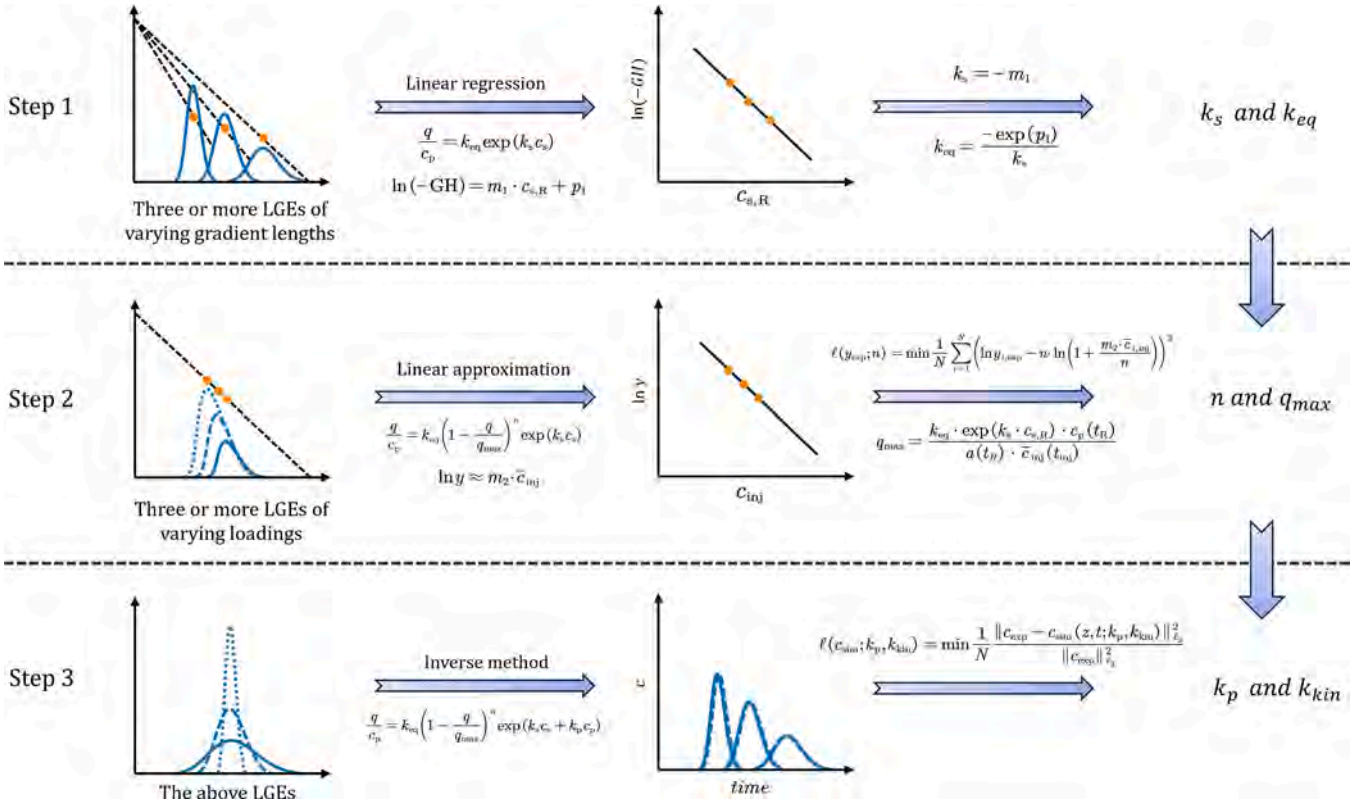 Step 1
Three or more LGEs of
varying gradient lengths
Linear regression
q/c_p = k_eq exp(k_s c_s)
ln(−GH) = m_1 · c_s,R + p_1
ln(−GH)
c_s,R
k_s = −m_1
k_eq = −exp(p_1)/k_s
k_s and k_eq
Step 2
Three or more LGEs of
varying loadings
Linear approximation
q/c_p = k_eq(1 − q/q_max)^n exp(k_s c_s)
ln y ≈ m_2 · c̅_inj
ln y
c_inj
ℓ(y_exp; n) = min 1/N ∑_{i=1}^{N} (ln y_i,exp − n ln(1 + m_2 · c̅_i,inj/n))^2
q_max = k_eq · exp(k_s · c_s,R) · c_p(t_R) / a(t_R) · c̅_inj(t_inj)
n and q_max
Step 3
The above LGEs
Inverse method
q/c_p = k_eq(1 − q/q_max)^n exp(k_s c_s + k_p c_p)
c
time
ℓ(c_sim; k_p, k_kin) = min 1/N ‖c_exp − c_sim(z, t; k_p, k_kin)‖²_ℓ₂ / ‖c_exp‖²_ℓ₂
k_p and k_kin